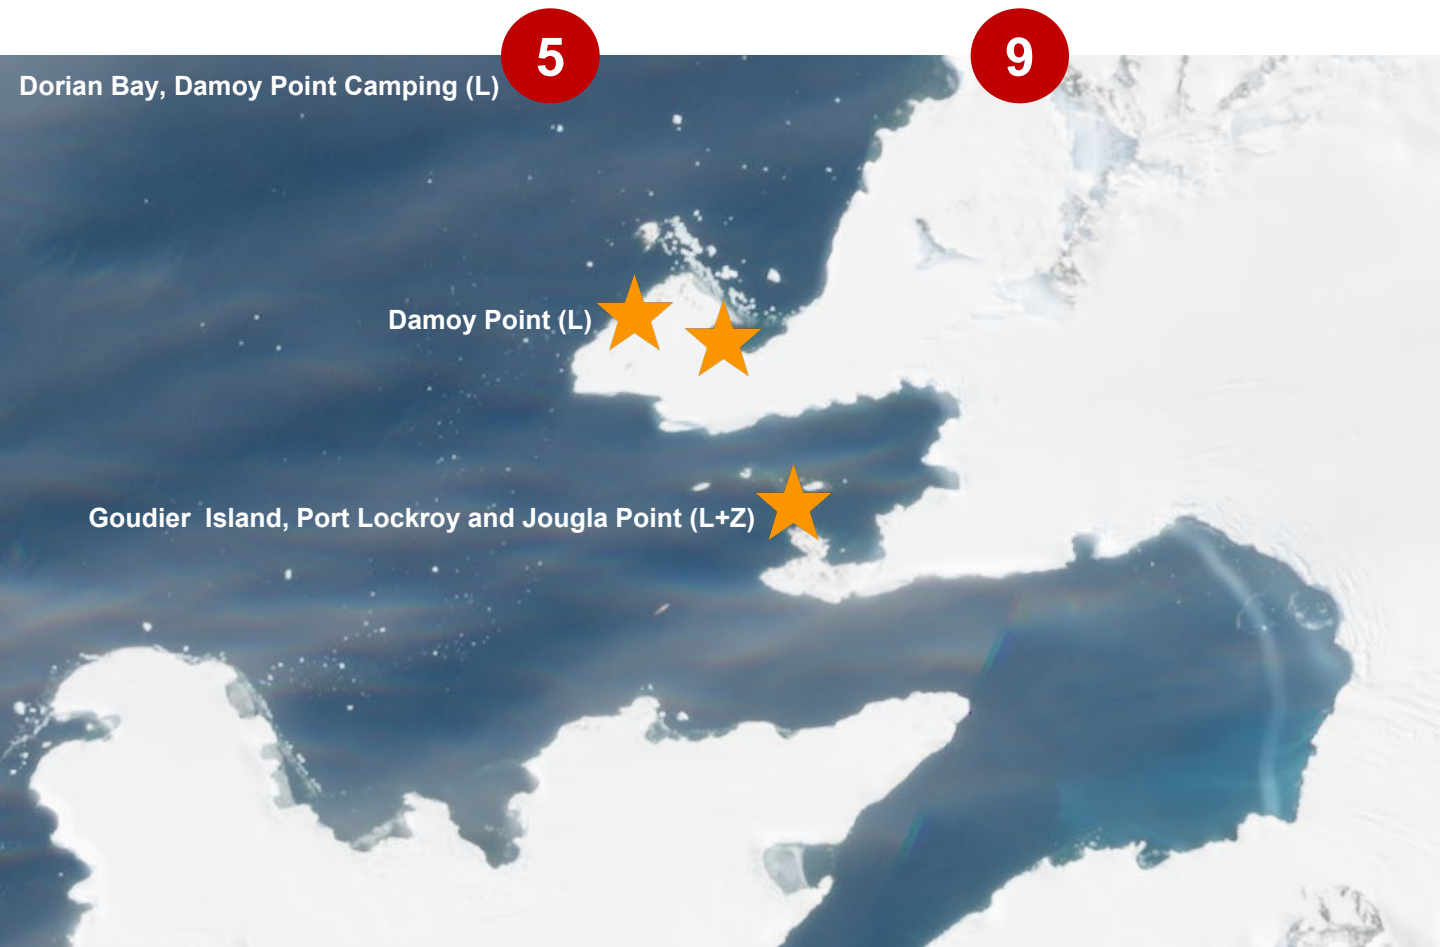 5
9
Dorian Bay, Damoy Point Camping (L)
Damoy Point (L)
Goudier  Island, Port Lockroy and Jougla Point (L+Z)